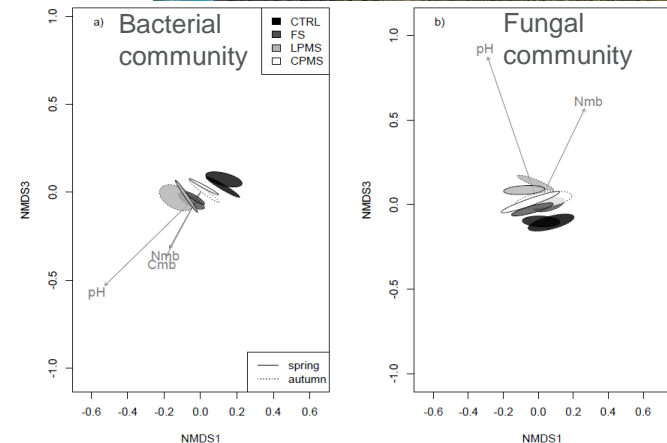 a) Bacterial community
CTRL
FS
LPMS
CPMS
1.0
0.5
0.0
-0.5
-1.0
NMDS3
pH
Nmb
Cmb
spring
autumn
-0.6 -0.4 -0.2 0.0 0.2 0.4 0.6
NMDS1
b) Fungal community
pH
Nmb
1.0
0.5
0.0
-0.5
-1.0
NMDS3
-0.6 -0.4 -0.2 0.0 0.2 0.4 0.6
NMDS1